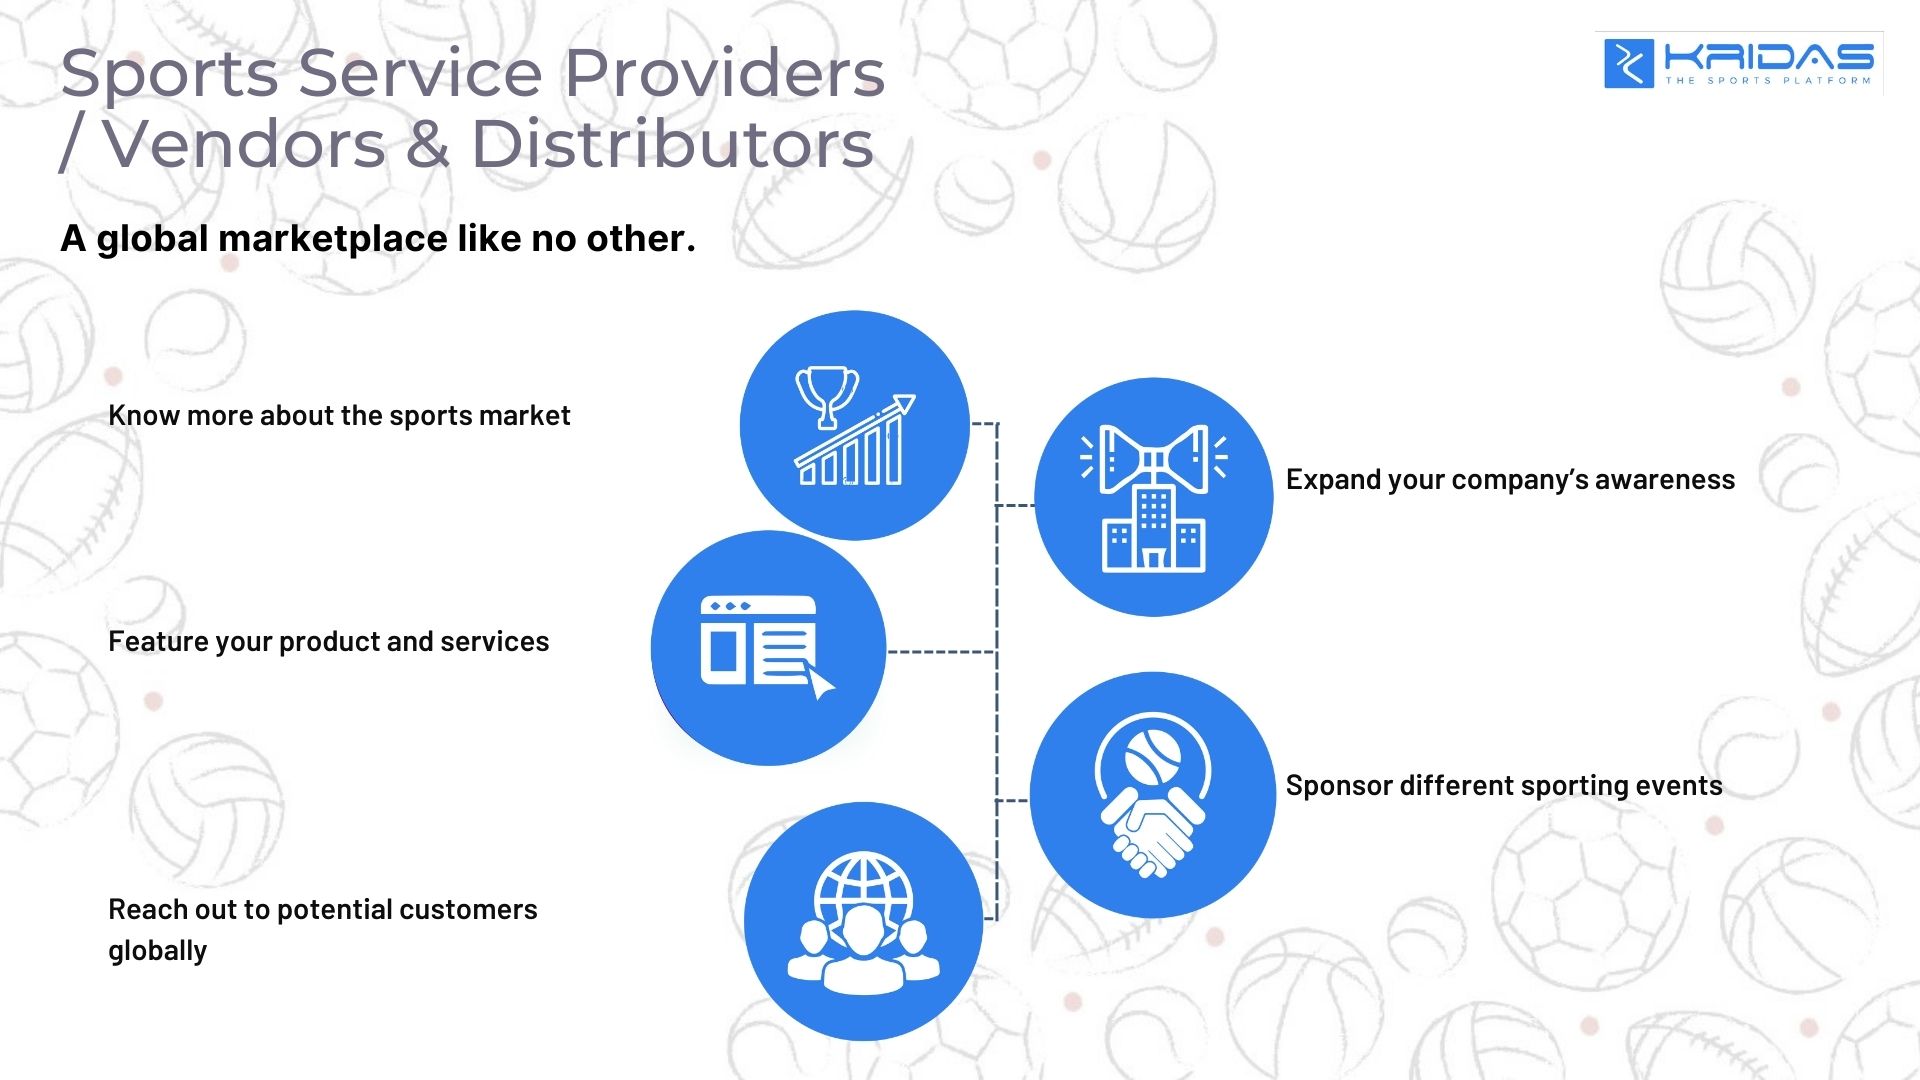 Sports Service Providers
/ Vendors & Distributors
KRIDAS
THE SPORTS PLATFORM
A global marketplace like no other.
Know more about the sports market
Expand your company’s awareness
Feature your product and services
Sponsor different sporting events
Reach out to potential customers
globally